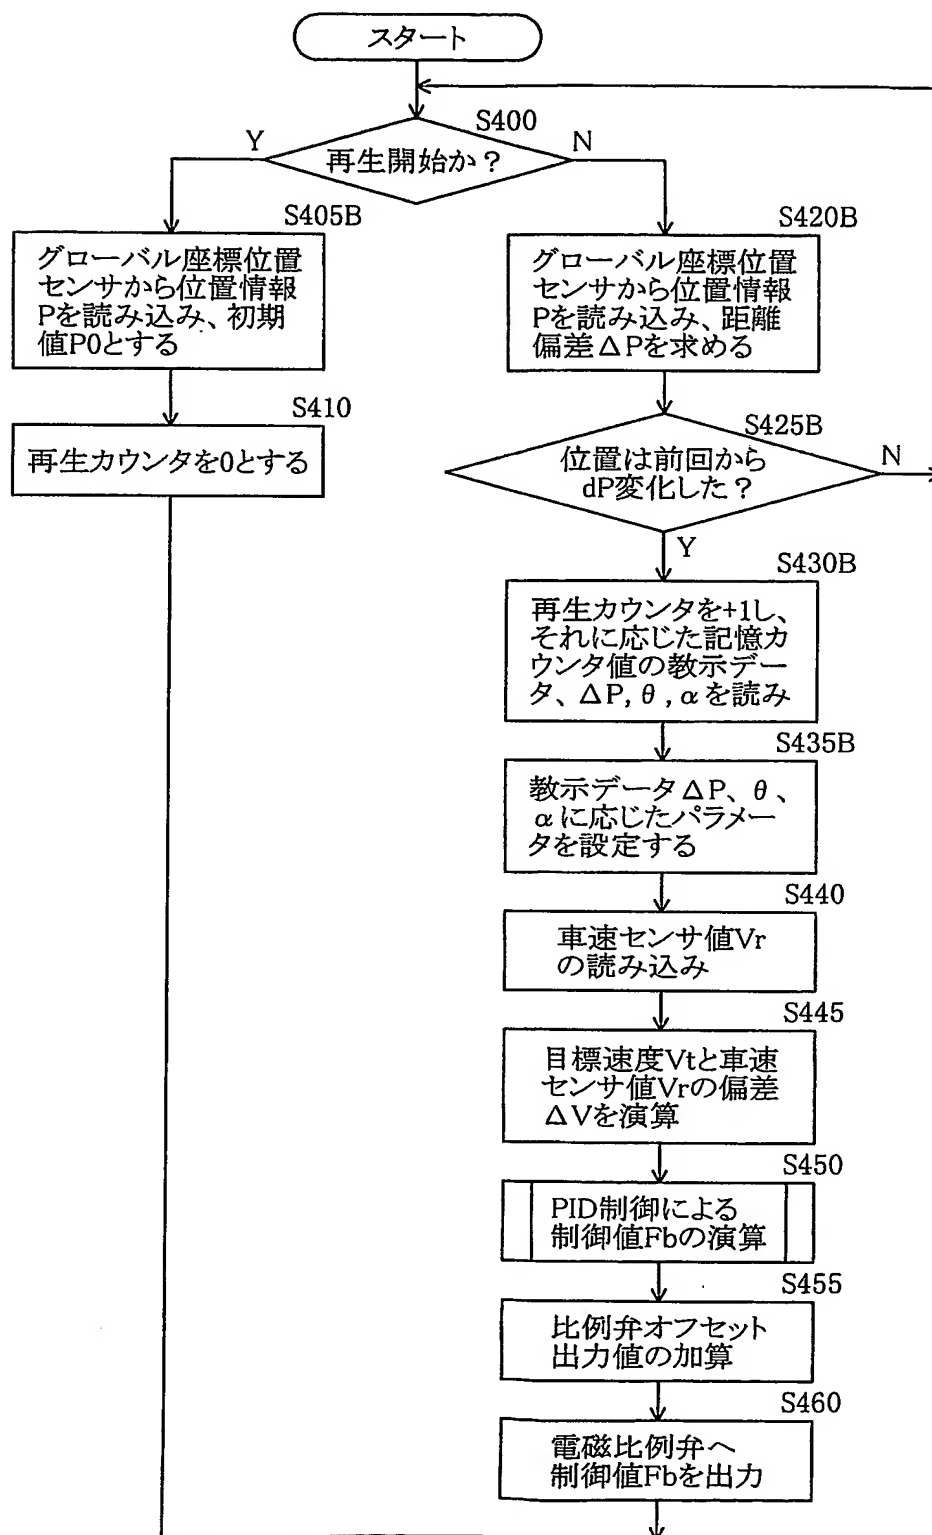 スタート
S400
Y
N
再生開始か？
S405B
グローバル座標位置
センサから位置情報
Pを読み込み、初期
値P0とする
S410
再生カウンタを0とする
S420B
グローバル座標位置
センサから位置情報
Pを読み込み、距離
偏差ΔPを求める
S425B
位置は前回から
dP変化した？
N
Y
S430B
再生カウンタを+1し、
それに応じた記憶カ
ウンタ値の教示デー
タ、ΔP, θ, αを読み
S435B
教示データΔP、θ、
αに応じたパラメー
タを設定する
S440
車速センサ値Vr
の読み込み
S445
目標速度Vtと車速
センサ値Vrの偏差
ΔVを演算
S450
PID制御による
制御値Fbの演算
S455
比例弁オフセット
出力値の加算
S460
電磁比例弁へ
制御値Fbを出力